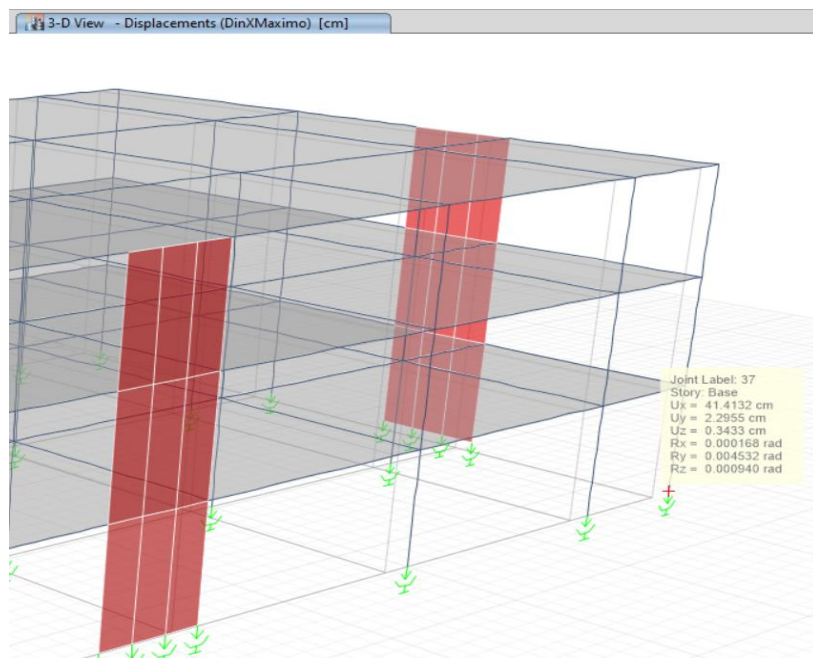 3-D View - Displacements (DinXMaximo) [cm]
Joint Label: 37
Story: Base
Ux = 41.4132 cm
Uy = 2.2955 cm
Uz = 0.3433 cm
Rx = 0.000168 rad
Ry = 0.004532 rad
Rz = 0.000940 rad